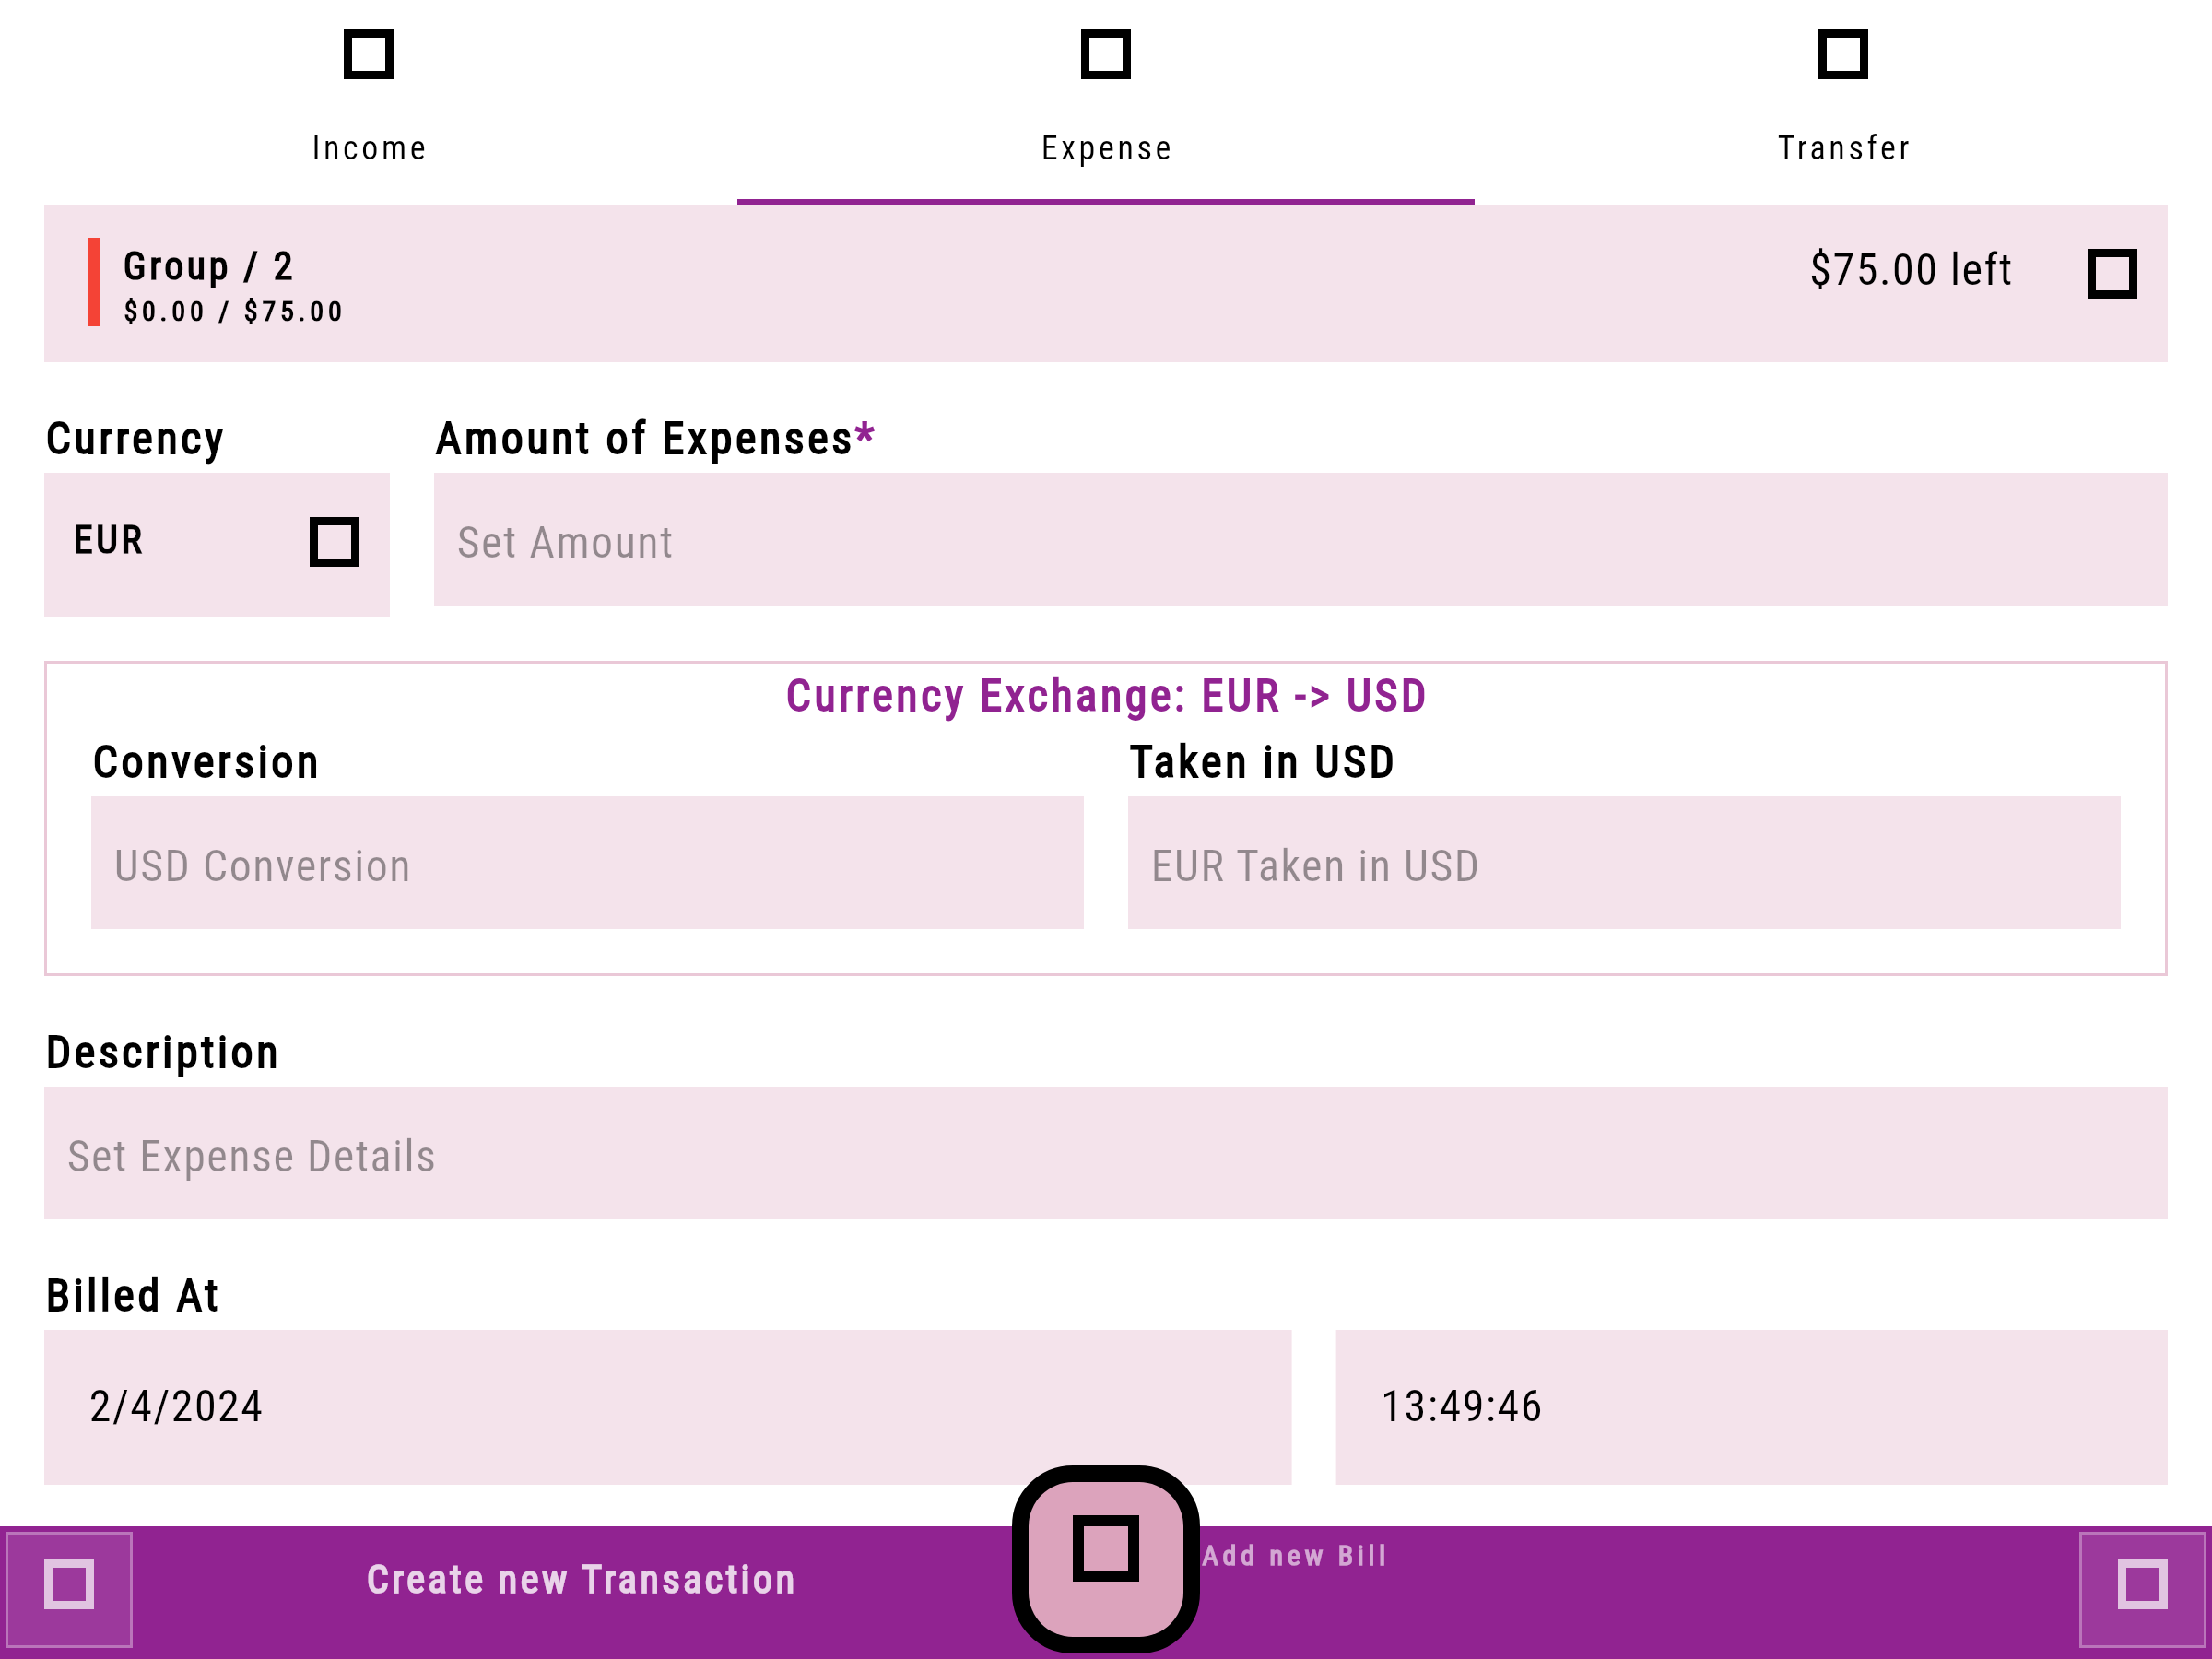 Income
Expense
Transfer
Group / 2
$0.00 / $75.00
$75.00 left
Currency
Amount of Expenses*
EUR
Set Amount
Currency Exchange: EUR -> USD
Conversion
Taken in USD
USD Conversion
EUR Taken in USD
Description
Set Expense Details
Billed At
2/4/2024
13:49:46
Create new Transaction
Add new Bill